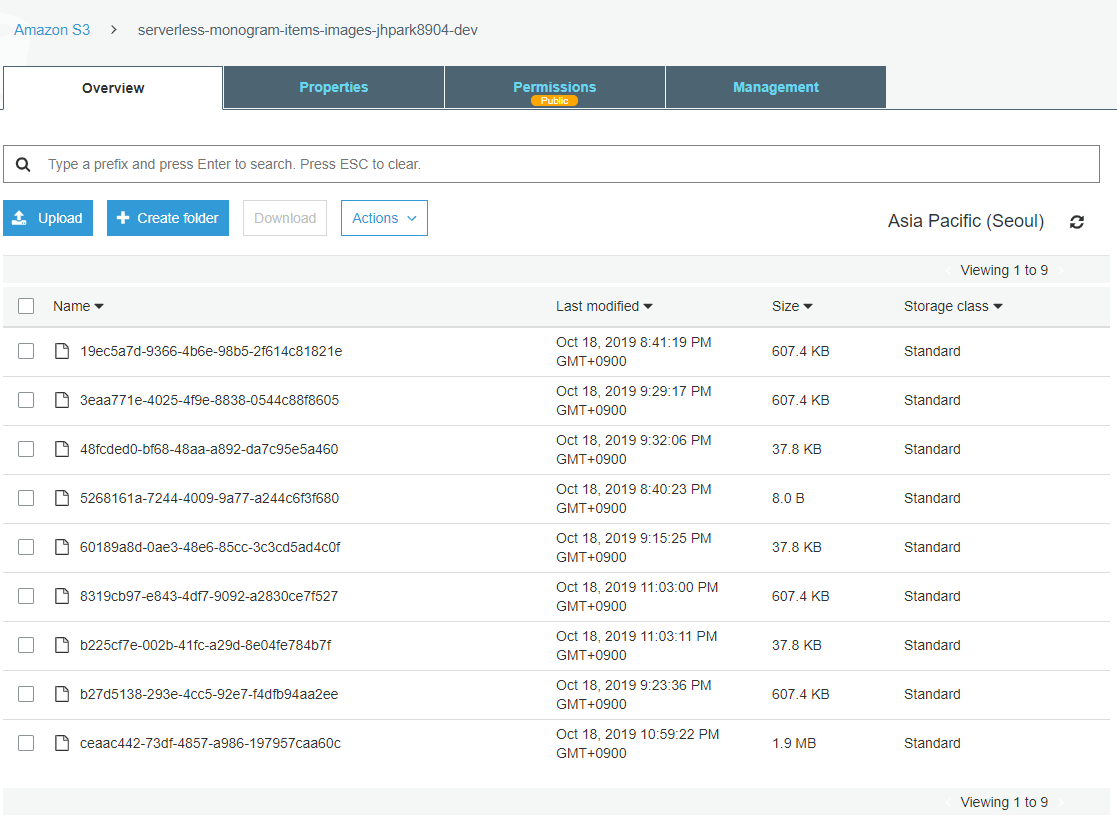 Amazon S3 > serverless-monogram-items-images-jhpark8904-dev
Overview Properties Permissions Management
Public
Type a prefix and press Enter to search. Press ESC to clear.
Upload Create folder Download Actions Asia Pacific (Seoul)
Viewing 1 to 9
Name Last modified Size Storage class
19ec5a7d-9366-4b6e-98b5-2f614c81821e Oct 18, 2019 8:41:19 PM 607.4 KB Standard
GMT+0900
3eaa771e-4025-4f9e-8838-0544c88f8605 Oct 18, 2019 9:29:17 PM 607.4 KB Standard
GMT+0900
48fcded0-bf68-48aa-a892-da7c95e5a460 Oct 18, 2019 9:32:06 PM 37.8 KB Standard
GMT+0900
5268161a-7244-4009-9a77-a244c6f3f680 Oct 18, 2019 8:40:23 PM 8.0 B Standard
GMT+0900
60189a8d-0ae3-48e6-85cc-3c3cd5ad4c0f Oct 18, 2019 9:15:25 PM 37.8 KB Standard
GMT+0900
8319cb97-e843-4df7-9092-a2830ce7f527 Oct 18, 2019 11:03:00 PM 607.4 KB Standard
GMT+0900
b225cf7e-002b-41fc-a29d-8e04fe784b7f Oct 18, 2019 11:03:11 PM 37.8 KB Standard
GMT+0900
b27d5138-293e-4cc5-92e7-f4dfb94aa2ee Oct 18, 2019 9:23:36 PM 607.4 KB Standard
GMT+0900
ceaac442-73df-4857-a986-197957caa60c Oct 18, 2019 10:59:22 PM 1.9 MB Standard
GMT+0900
Viewing 1 to 9